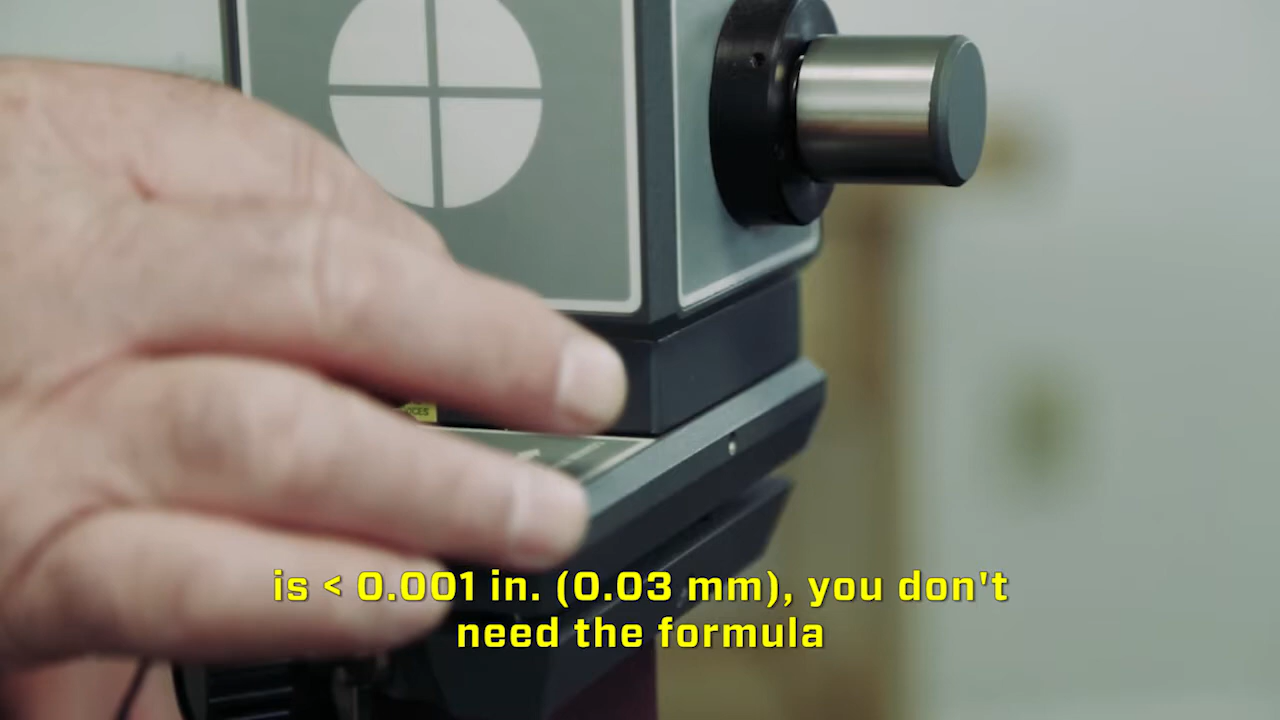 is < 0.001 in. (0.03 mm), you don't
need the formula